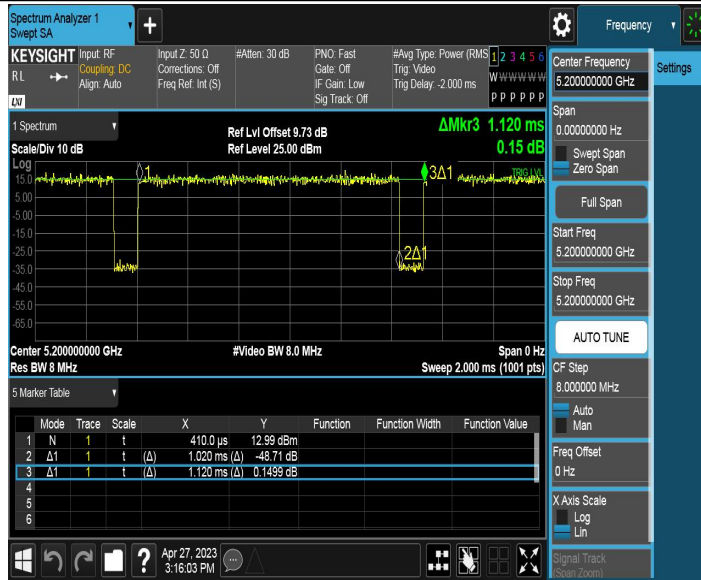 Spectrum Analyzer 1
Swept SA
+
Frequency
KEYSIGHT
Input: RF
Input Z: 50 Ω
#Atten: 30 dB
PNO: Fast
#Avg Type: Power (RMS
1 2 3 4 5 6
RL
Coupling: DC
Corrections: Off
Gate: Off
Trig: Video
W W W W W W
Align: Auto
Freq Ref: Int (S)
IF Gain: Low
Trig Delay: -2.000 ms
LXI
Sig Track: Off
P P P P P P
1 Spectrum
Scale/Div 10 dB
Ref Lvl Offset 9.73 dB
Ref Level 25.00 dBm
ΔMkr3 1.120 ms
0.15 dB
Log
15.0
5.00
-5.00
-15.0
-25.0
-35.0
-45.0
-55.0
-65.0
1
3Δ1
TRIG LVL
2Δ1
Center 5.200000000 GHz
#Video BW 8.0 MHz
Span 0 Hz
Res BW 8 MHz
Sweep 2.000 ms (1001 pts)
5 Marker Table
Mode Trace Scale X Y Function Function Width Function Value
1 N 1 t 410.0 µs 12.99 dBm
2 Δ1 1 t (Δ) 1.020 ms (Δ) -48.71 dB
3 Δ1 1 t (Δ) 1.120 ms (Δ) 0.1499 dB
4
5
6
?
Apr 27, 2023
3:16:03 PM
Center Frequency
5.200000000 GHz
Settings
Span
0.00000000 Hz
Swept Span
Zero Span
Full Span
Start Freq
5.200000000 GHz
Stop Freq
5.200000000 GHz
AUTO TUNE
CF Step
8.000000 MHz
Auto
Man
Freq Offset
0 Hz
X Axis Scale
Log
Lin
Signal Track
(Span Zoom)